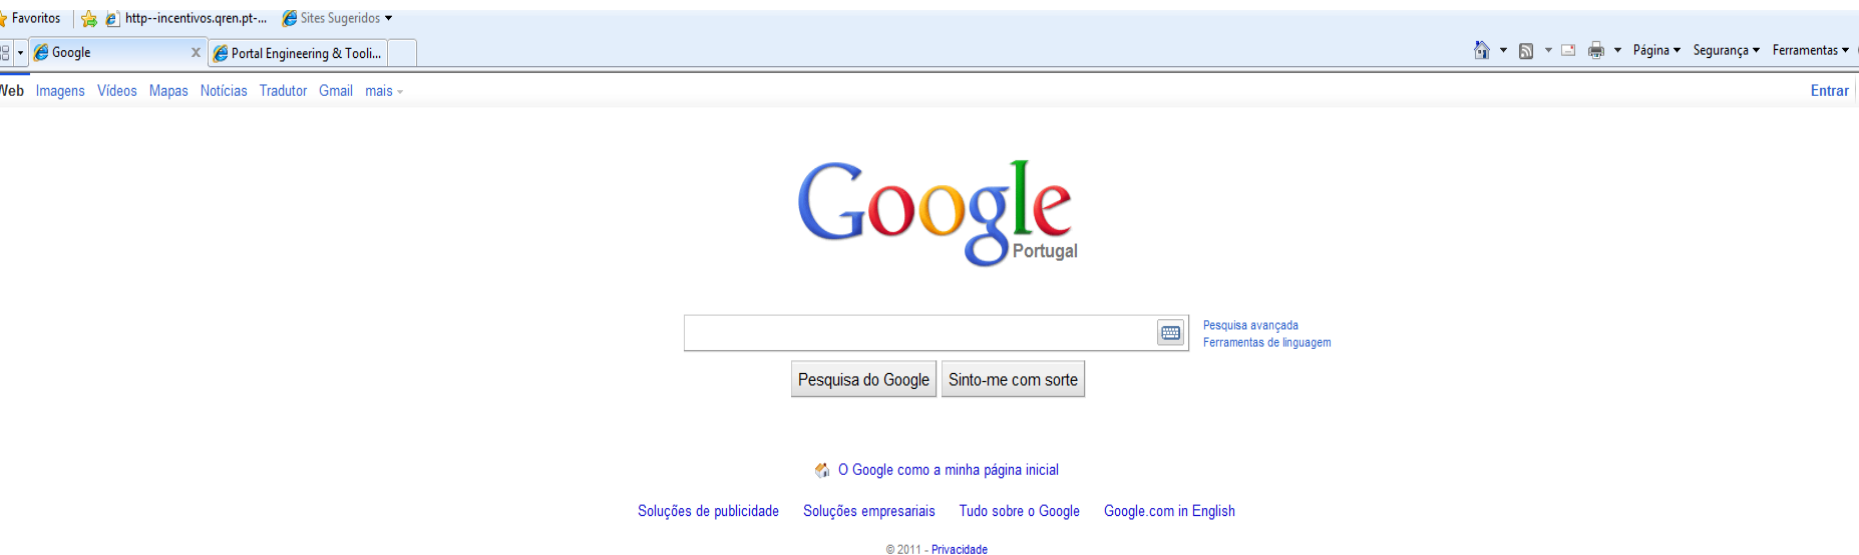 Favoritos http--incentivos.qren.pt-... Sites Sugeridos
Google Portal Engineering & Tooli... Página Segurança Ferramentas
Web Imagens Vídeos Mapas Notícias Tradutor Gmail mais Entrar
Google
Portugal
Pesquisa avançada
Ferramentas de linguagem
Pesquisa do Google Sinto-me com sorte
O Google como a minha página inicial
Soluções de publicidade Soluções empresariais Tudo sobre o Google Google.com in English
© 2011 - Privacidade